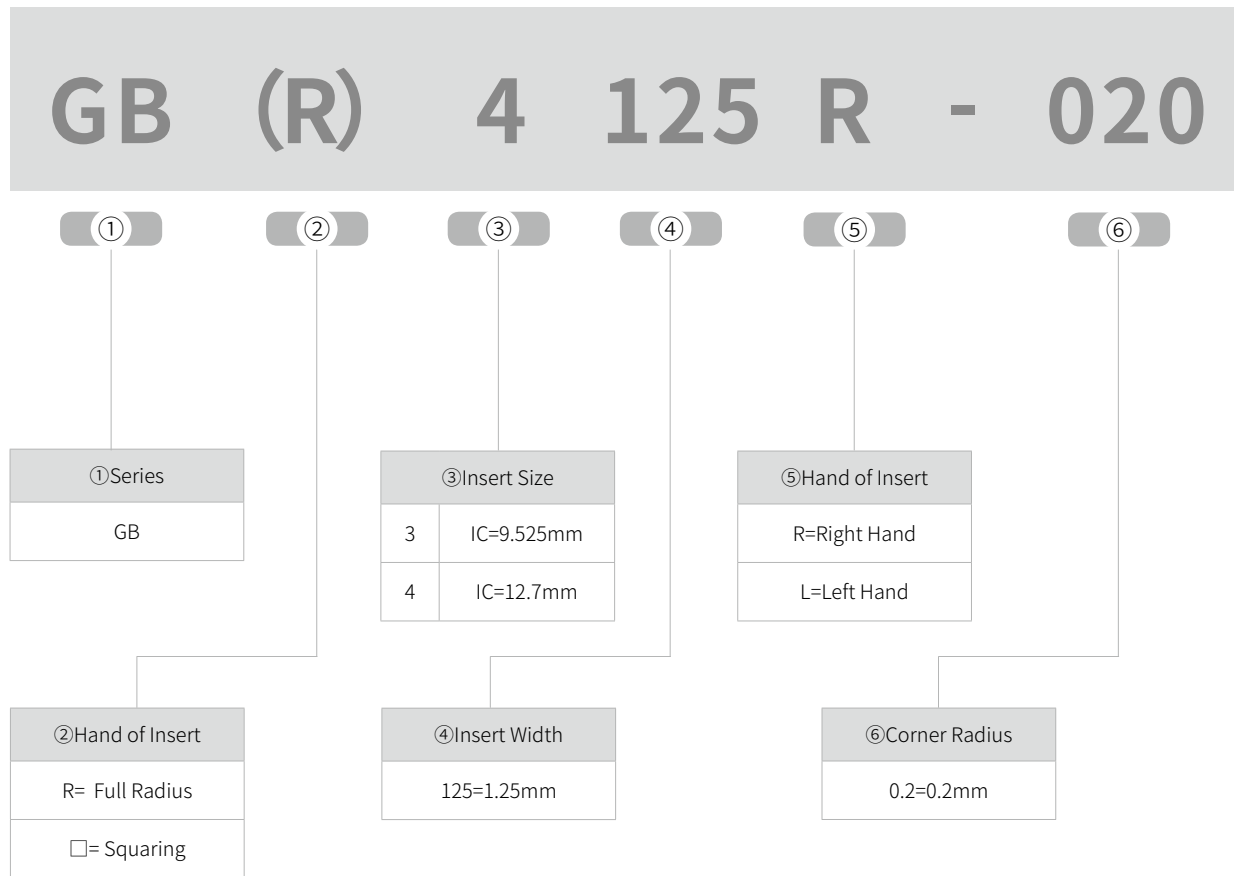 GB (R) 4 125 R - 020
① ② ③ ④ ⑤ ⑥
①Series
GB
③Insert Size
3 IC=9.525mm
4 IC=12.7mm
⑤Hand of Insert
R=Right Hand
L=Left Hand
②Hand of Insert
R= Full Radius
□= Squaring
④Insert Width
125=1.25mm
⑥Corner Radius
0.2=0.2mm